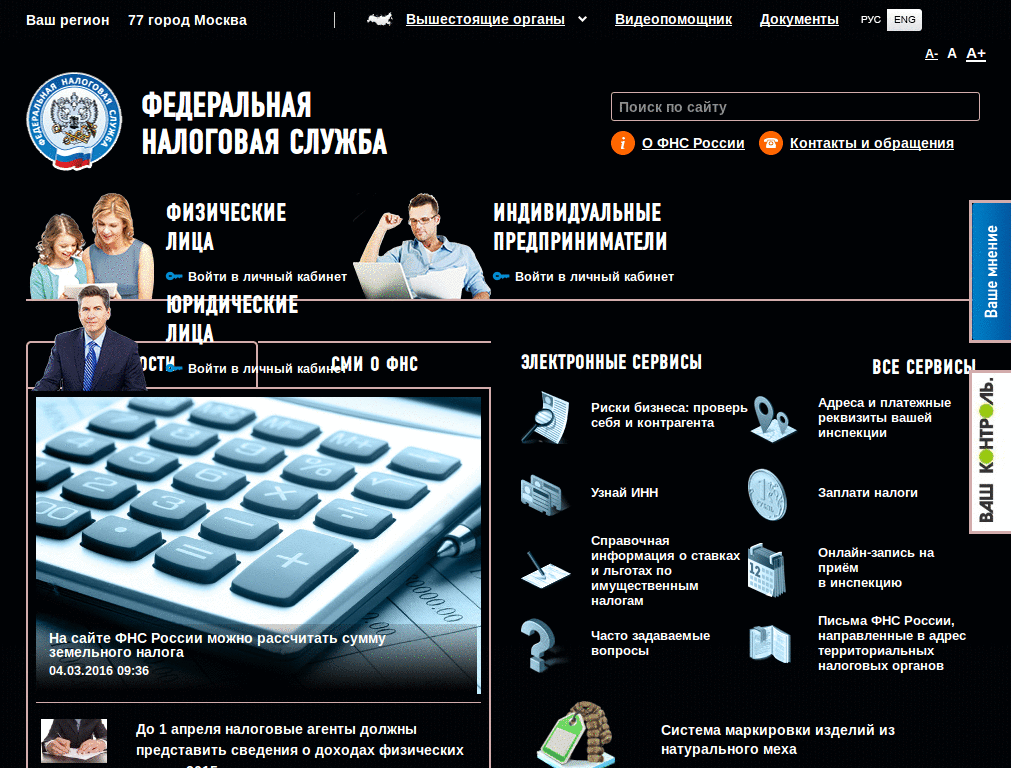 Ваш регион 77 город Москва
Вышестоящие органы
Видеопомощник
Документы
РУС ENG
A- A A+
ФЕДЕРАЛЬНАЯ НАЛОГОВАЯ СЛУЖБА
ФЕДЕРАЛЬНАЯ
НАЛОГОВАЯ СЛУЖБА
Поиск по сайту
О ФНС России
Контакты и обращения
ФИЗИЧЕСКИЕ
ЛИЦА
Войти в личный кабинет
ИНДИВИДУАЛЬНЫЕ
ПРЕДПРИНИМАТЕЛИ
Войти в личный кабинет
ЮРИДИЧЕСКИЕ
ЛИЦА
Войти в личный кабинет
Ваше мнение
ВАШ КОНТРОЛЬ.
СМИ О ФНС
ЭЛЕКТРОННЫЕ СЕРВИСЫ
ВСЕ СЕРВИСЫ
Риски бизнеса: проверь
себя и контрагента
Адреса и платежные
реквизиты вашей
инспекции
Узнай ИНН
Заплати налоги
Справочная
информация о ставках
и льготах по
имущественным
налогам
Онлайн-запись на
приём
в инспекцию
Часто задаваемые
вопросы
Письма ФНС России,
направленные в адрес
территориальных
налоговых органов
На сайте ФНС России можно рассчитать сумму
земельного налога
04.03.2016 09:36
До 1 апреля налоговые агенты должны
представить сведения о доходах физических
Система маркировки изделий из
натурального меха